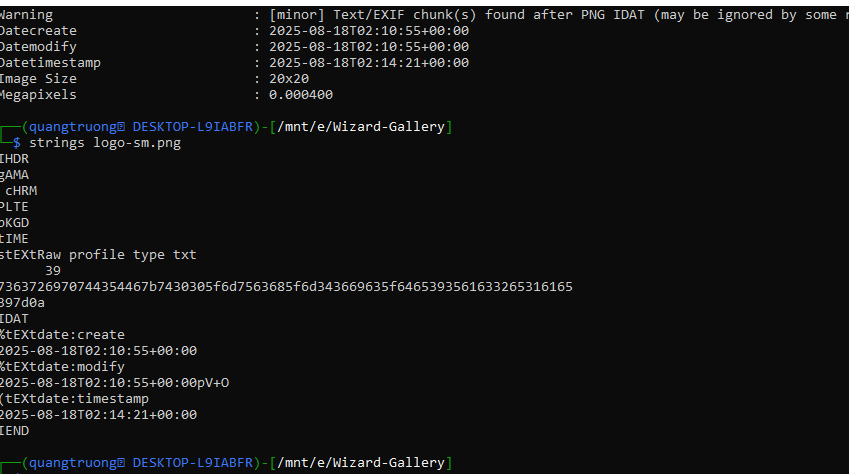 Warning : [minor] Text/EXIF chunk(s) found after PNG IDAT (may be ignored by some
Datecreate : 2025-08-18T02:10:55+00:00
Datemodify : 2025-08-18T02:10:55+00:00
Datetimestamp : 2025-08-18T02:14:21+00:00
Image Size : 20x20
Megapixels : 0.000400
┌──(quangtruong DESKTOP-L9IABFR)-[/mnt/e/Wizard-Gallery]
└─$ strings logo-sm.png
IHDR
gAMA
cHRM
PLTE
bKGD
tIME
stEXtRaw profile type txt
39
7363726970744354467b7430305f6d7563685f6d343669635f6465393561633265316165
397d0a
IDAT
%tEXtdate:create
2025-08-18T02:10:55+00:00
%tEXtdate:modify
2025-08-18T02:10:55+00:00pV+O
(tEXtdate:timestamp
2025-08-18T02:14:21+00:00
IEND
┌──(quangtruong DESKTOP-L9IABFR)-[/mnt/e/Wizard-Gallery]